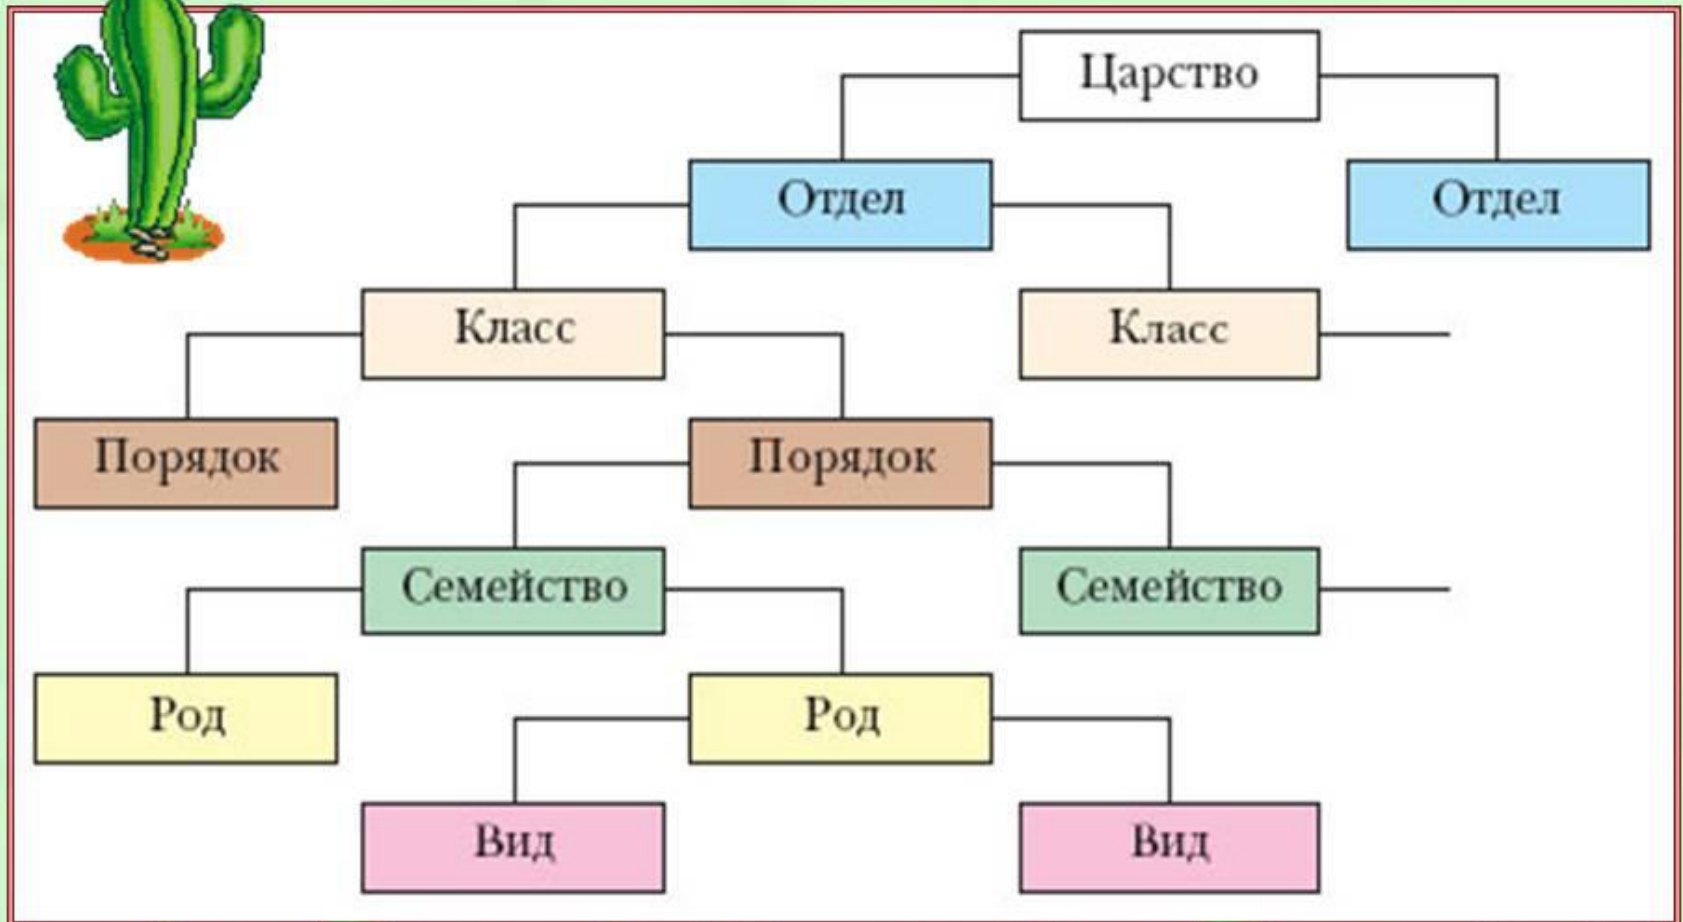 Царство
Отдел
Отдел
Класс
Класс
Порядок
Порядок
Семейство
Семейство
Род
Род
Вид
Вид